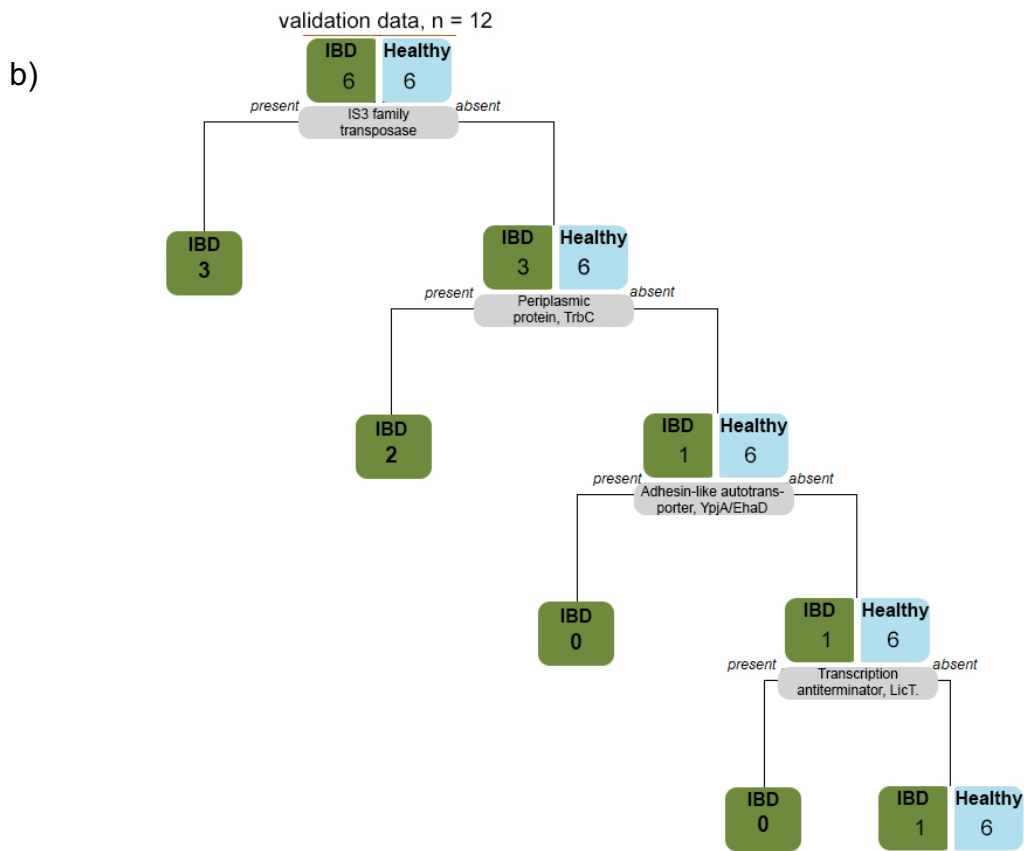 validation data, n = 12
b)
IBD Healthy
6 6
present absent
IS3 family
transposase
IBD Healthy
3 6
IBD
3
present absent
Periplasmic
protein, TrbC
IBD Healthy
1 6
IBD
2
present absent
Adhesin-like autotrans-
porter, YpjA/EhaD
IBD Healthy
1 6
IBD
0
present absent
Transcription
antiterminator, LicT.
IBD IBD Healthy
0 1 6